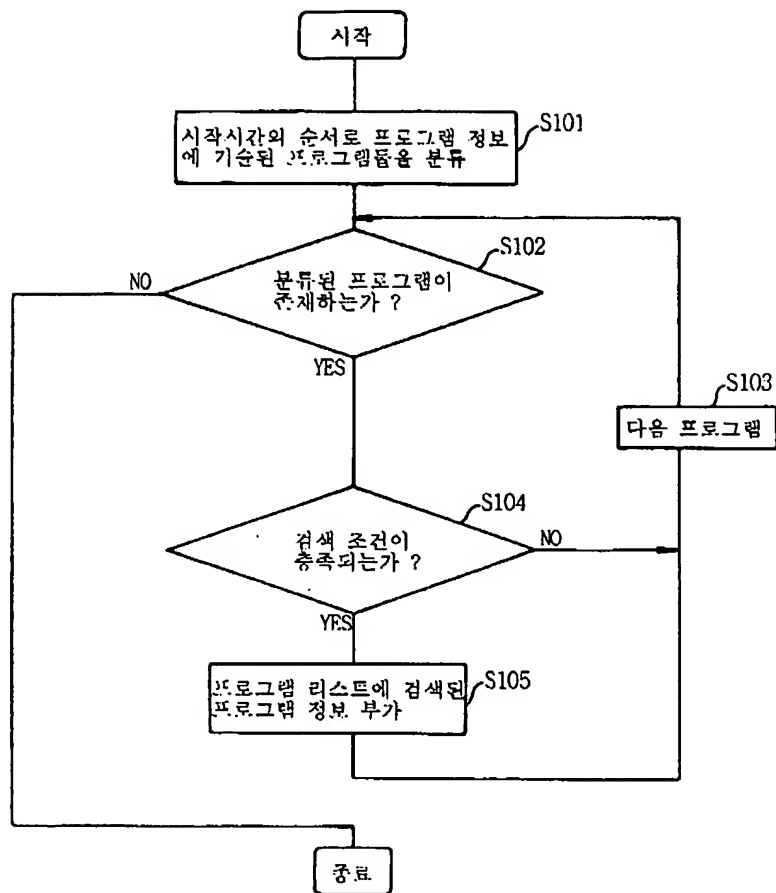 시작
S101
시작시간의 순서로 프로그램 정보
에 기술된 프로그램들을 분류
S102
NO
분류된 프로그램이
존재하는가 ?
YES
S103
다음 프로그램
S104
검색 조건이
충족되는가 ?
NO
YES
S105
프로그램 리스트에 검색된
프로그램 정보 부가
종료